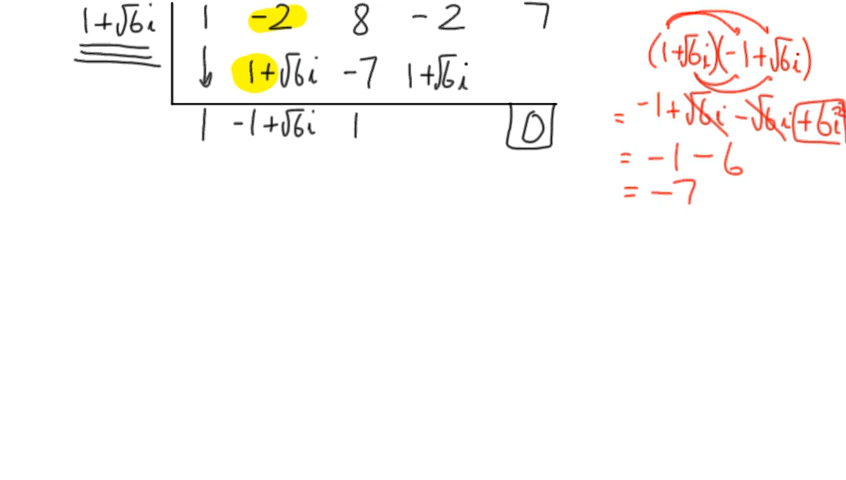 1+√6i 1 -2 8 -2 7
↓ 1+√6i -7 1+√6i
1 -1+√6i 1 0
(1+√6i)(-1+√6i)
= -1+√6i -√6i +6i²
= -1-6
= -7